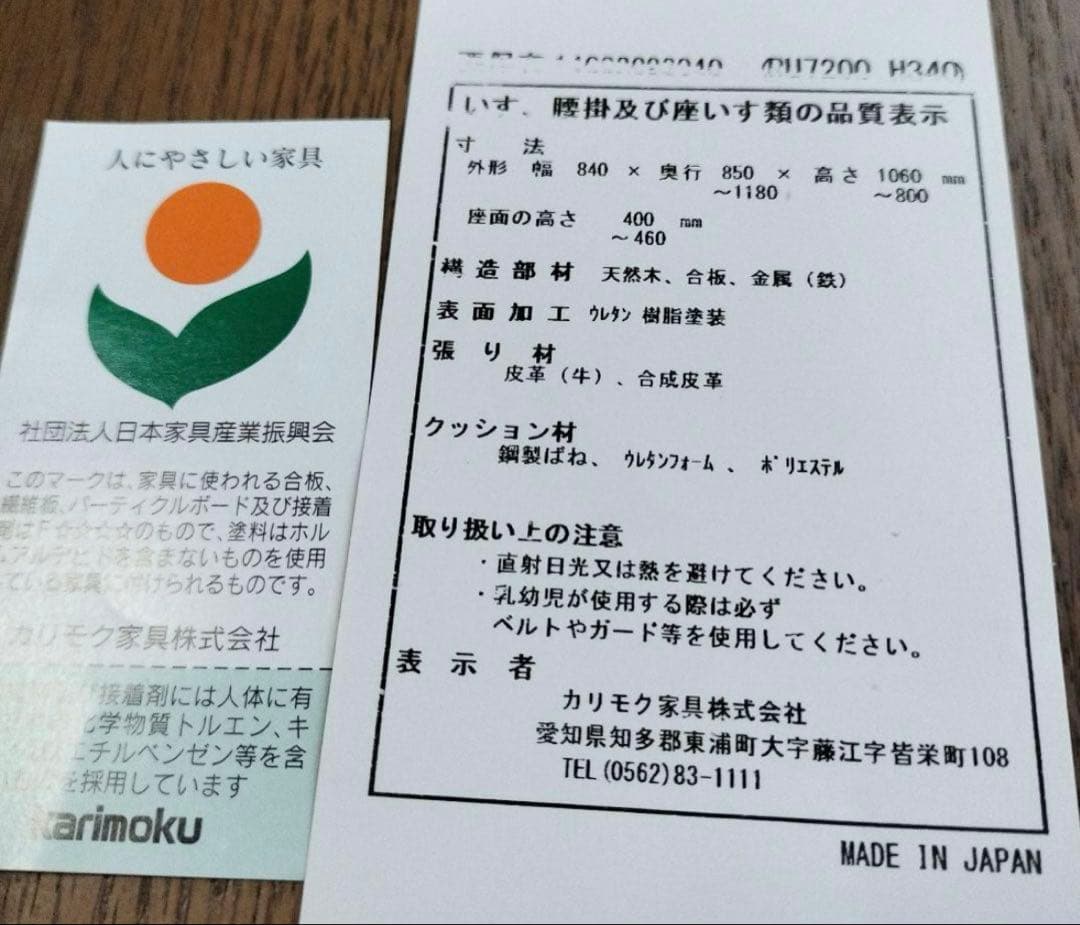 人にやさしい家具
社団法人日本家具産業振興会
このマークは、家具に使われる合板、
繊維板、パーティクルボード及び接着
はF☆☆☆☆のもので、塗料はホル
ムアルデヒドを含まないものを使用
している家具に付けられるものです。
カリモク家具株式会社
接着剤には人体に有
化学物質トルエン、キ
エチルベンゼン等を含
を採用しています
karimoku
H340)
いす、腰掛及び座いす類の品質表示
寸 法
外形 幅 840 × 奥行 850 × 高さ 1060 mm
～1180 ～800
座面の高さ 400 mm
～460
構造部材 天然木、合板、金属（鉄）
表面加工 ｳﾚﾀﾝ 樹脂塗装
張り材
皮革（牛）、合成皮革
クッション材
鋼製ばね、 ｳﾚﾀﾝﾌｫｰﾑ 、 ﾎﾟﾘｴｽﾃﾙ
取り扱い上の注意
・直射日光又は熱を避けてください。
・乳幼児が使用する際は必ず
ベルトやガード等を使用してください。
表示者
カリモク家具株式会社
愛知県知多郡東浦町大字藤江字皆栄町108
TEL(0562)83-1111
MADE IN JAPAN